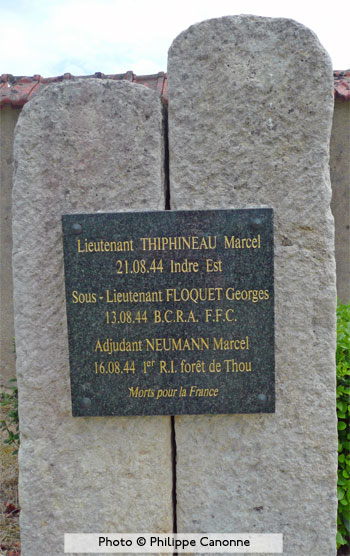 Lieutenant THIPHINEAU Marcel
21.08.44 Indre Est
Sous - Lieutenant FLOQUET Georges
13.08.44 B.C.R.A. F.F.C.
Adjudant NEUMANN Marcel
16.08.44 1er R.I. forêt de Thou
Morts pour la France
Photo © Philippe Canonne